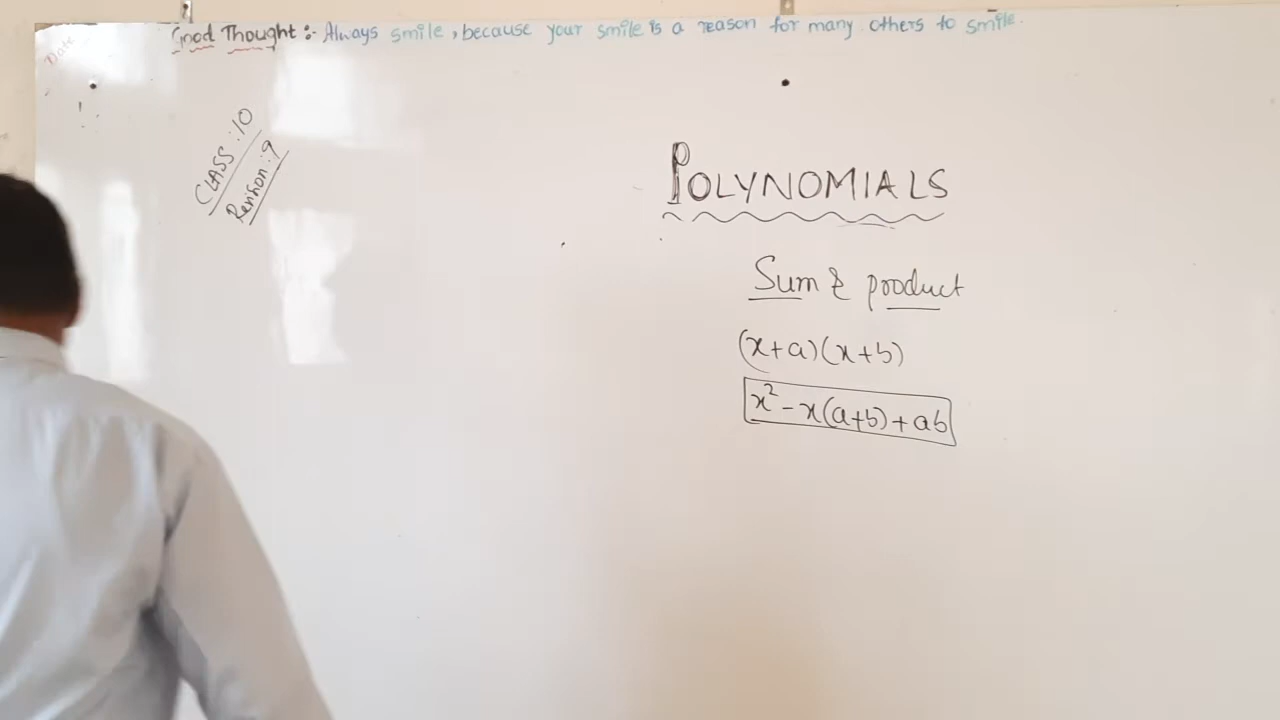 Good Thought :- Always smile, because your smile is a reason for many others to smile.
Date
CLASS : 10
Revision : 9
POLYNOMIALS
Sum & product
(x+a)(x+b)
x² - x(a+b) + ab